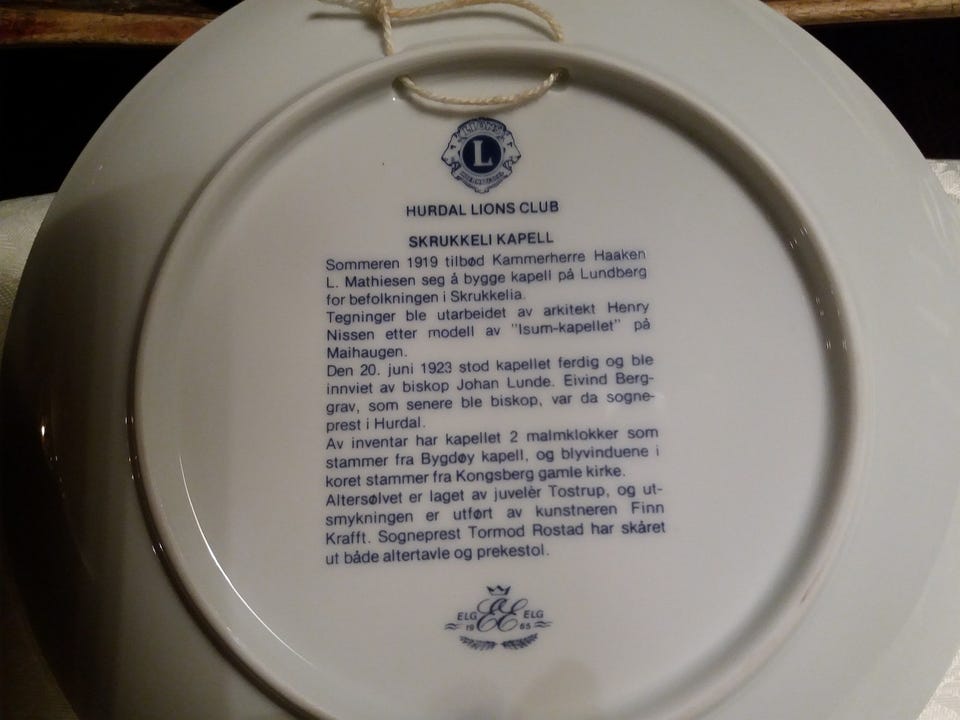 LIONS
L
HURDAL LIONS CLUB
SKRUKKELI KAPELL
Sommeren 1919 tilbød Kammerherre Haaken
L. Mathiesen seg å bygge kapell på Lundberg
for befolkningen i Skrukkelia.
Tegninger ble utarbeidet av arkitekt Henry
Nissen etter modell av "Isum-kapellet" på
Maihaugen.
Den 20. juni 1923 stod kapellet ferdig og ble
innviet av biskop Johan Lunde. Eivind Berg-
grav, som senere ble biskop, var da sogne-
prest i Hurdal.
Av inventar har kapellet 2 malmklokker som
stammer fra Bygdøy kapell, og blyvinduene i
koret stammer fra Kongsberg gamle kirke.
Altersølvet er laget av juvelèr Tostrup, og ut-
smykningen er utført av kunstneren Finn
Krafft. Sogneprest Tormod Rostad har skåret
ut både altertavle og prekestol.
ELG EE ELG
19 65